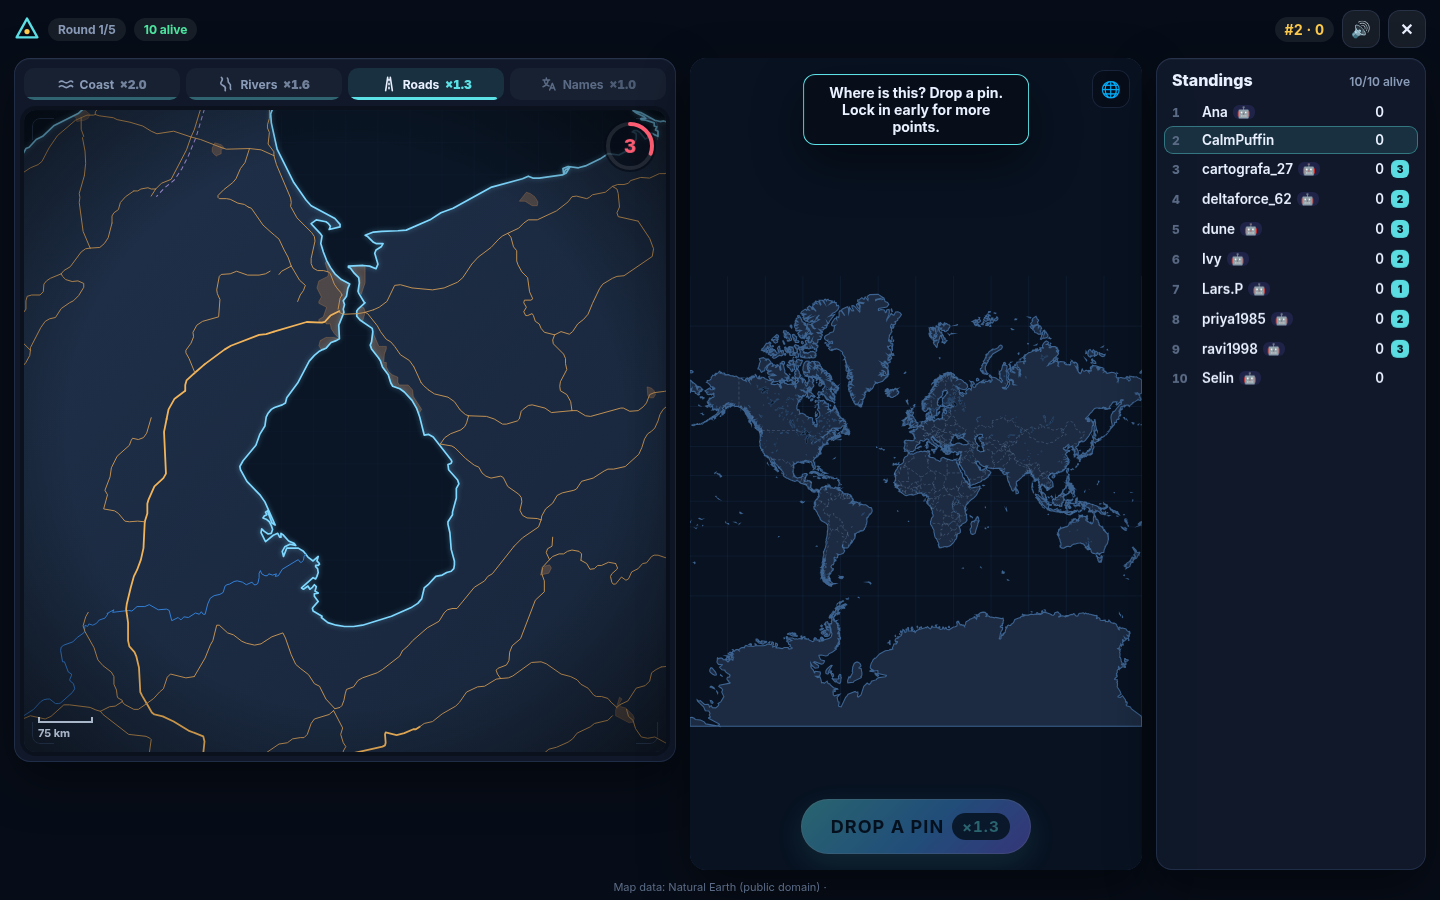 Round 1/5
10 alive
#2 · 0
Coast ×2.0
Rivers ×1.6
Roads ×1.3
Names ×1.0
3
75 km
Where is this? Drop a pin.
Lock in early for more
points.
DROP A PIN ×1.3
Standings 10/10 alive
1 Ana 0
2 CalmPuffin 0
3 cartografa_27 0 3
4 deltaforce_62 0 2
5 dune 0 3
6 Ivy 0 2
7 Lars.P 0 1
8 priya1985 0 2
9 ravi1998 0 3
10 Selin 0
Map data: Natural Earth (public domain) ·